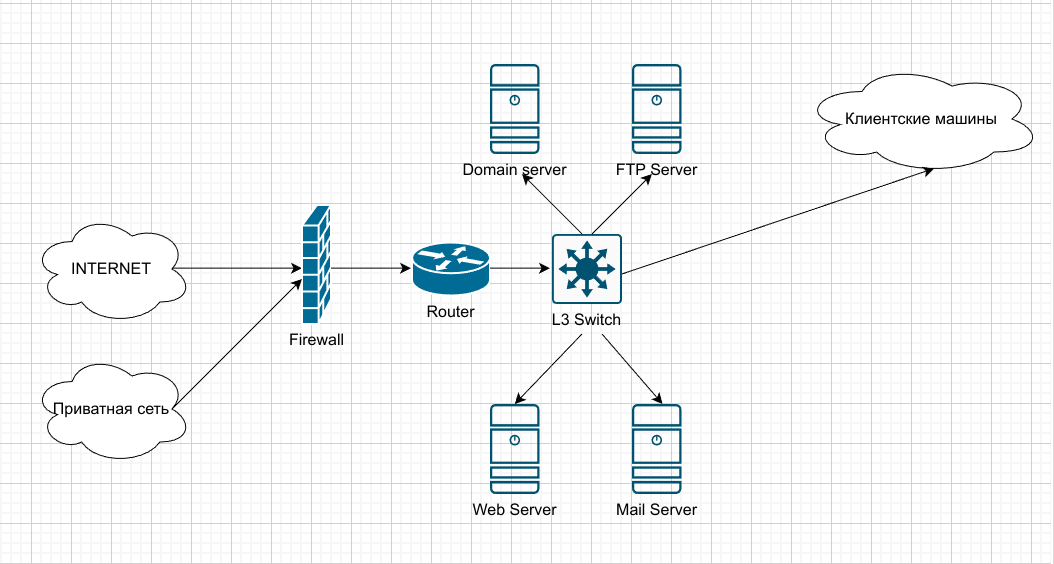 Domain server
FTP Server
Клиентские машины
INTERNET
Router
L3 Switch
Firewall
Приватная сеть
Web Server
Mail Server